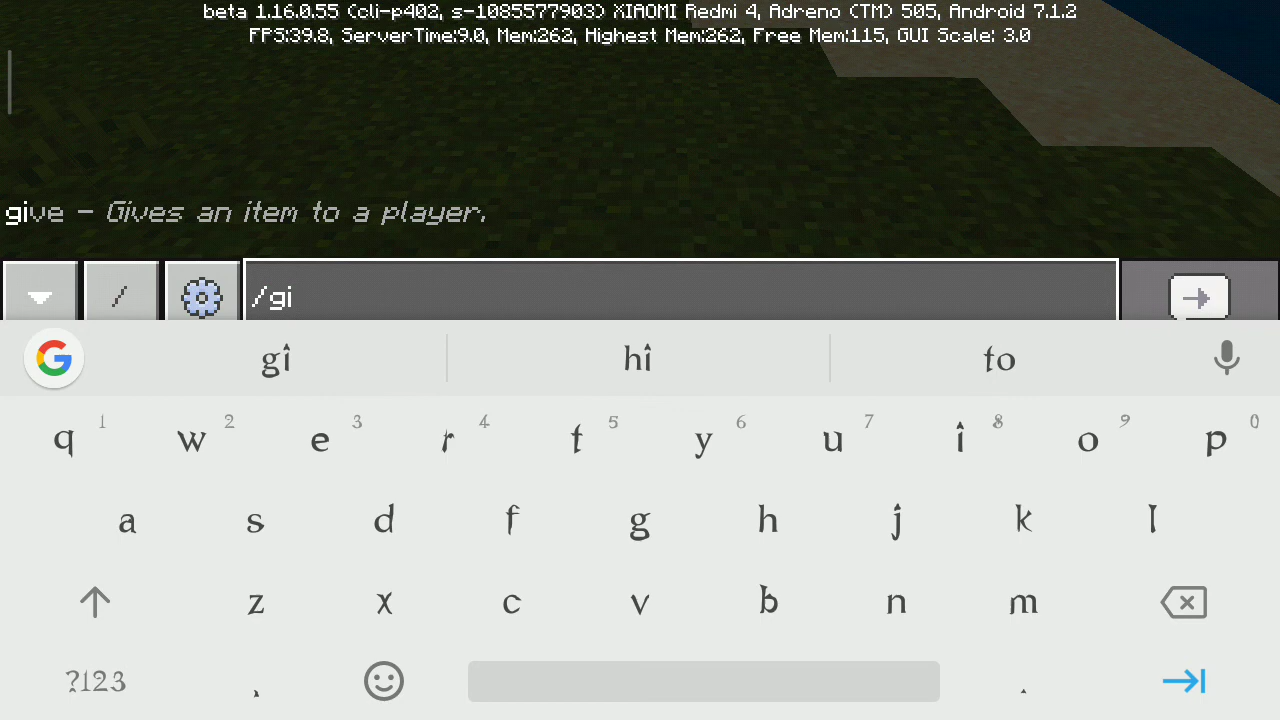 beta 1.16.0.55 (cli-p402, s-1085577903) XIAOMI Redmi 4, Adreno (TM) 505, Android 7.1.2
FPS:39.8, ServerTime:9.0, Mem:262, Highest Mem:262, Free Mem:115, GUI Scale: 3.0
give - Gives an item to a player.
/ /gi
G gi hi to
q 1 w 2 e 3 r 4 t 5 y 6 u 7 i 8 o 9 p 0
a s d f g h j k l
z x c v b n m
?123 , .